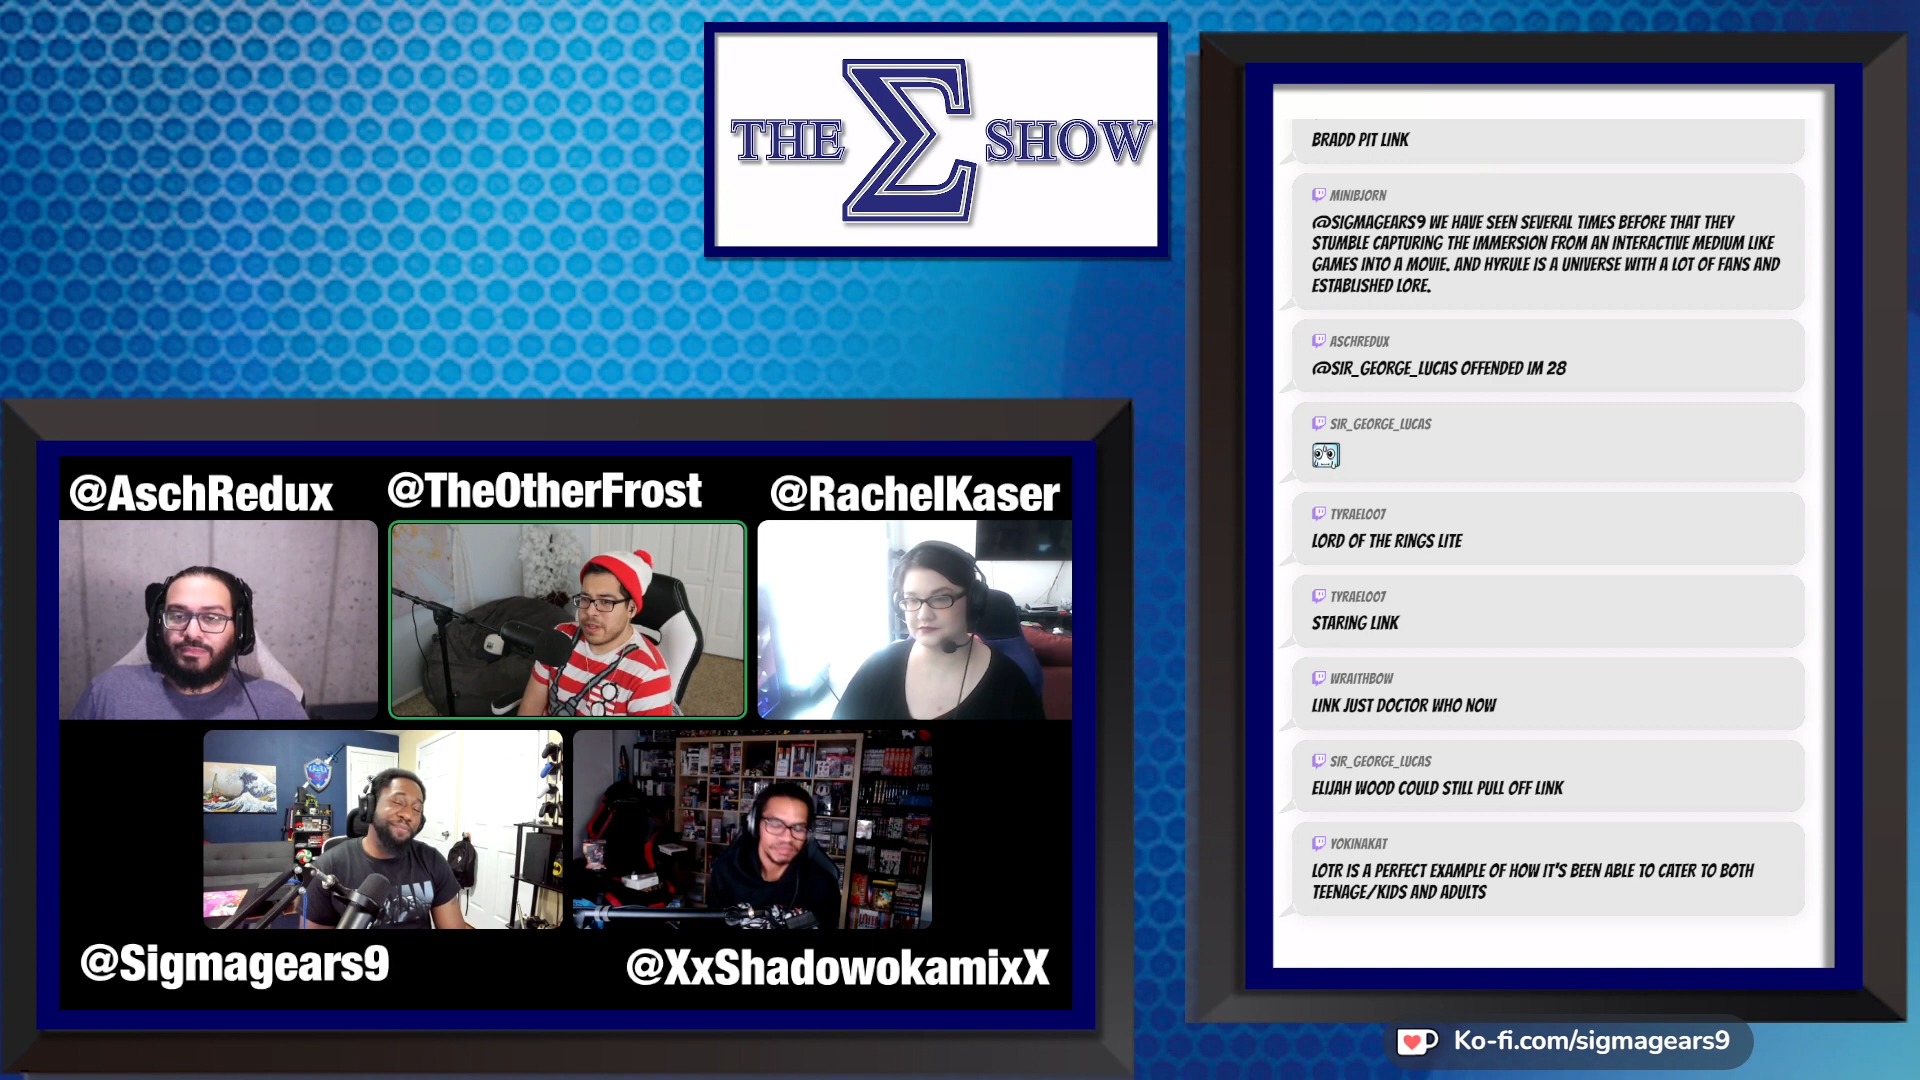 THE Σ SHOW
BRADD PIT LINK
MINIBJORN
@SIGMAGEARS9 WE HAVE SEEN SEVERAL TIMES BEFORE THAT THEY
STUMBLE CAPTURING THE IMMERSION FROM AN INTERACTIVE MEDIUM LIKE
GAMES INTO A MOVIE. AND HYRULE IS A UNIVERSE WITH A LOT OF FANS AND
ESTABLISHED LORE.
ASCHREDUX
@SIR_GEORGE_LUCAS OFFENDED IM 28
SIR_GEORGE_LUCAS
TYRAEL007
LORD OF THE RINGS LITE
TYRAEL007
STARING LINK
WRAITHBOW
LINK JUST DOCTOR WHO NOW
SIR_GEORGE_LUCAS
ELIJAH WOOD COULD STILL PULL OFF LINK
YOKINAKAT
LOTR IS A PERFECT EXAMPLE OF HOW IT'S BEEN ABLE TO CATER TO BOTH
TEENAGE/KIDS AND ADULTS
@AschRedux
@TheOtherFrost
@RachelKaser
@Sigmagears9
@XxShadowokamixX
Ko-fi.com/sigmagears9